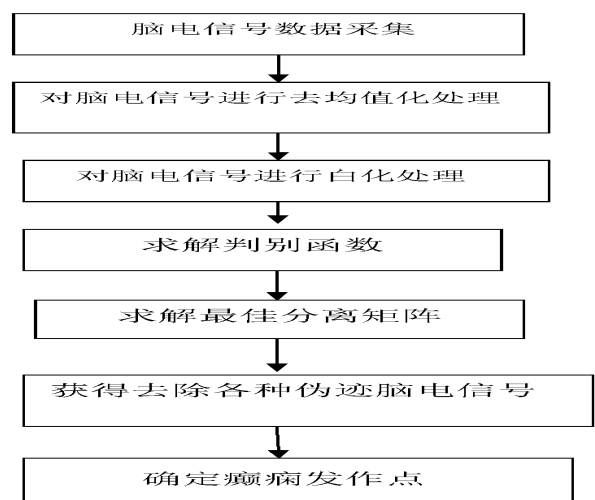 脑电信号数据采集
对脑电信号进行去均值化处理
对脑电信号进行白化处理
求解判别函数
求解最佳分离矩阵
获得去除各种伪迹脑电信号
确定癫痫发作点